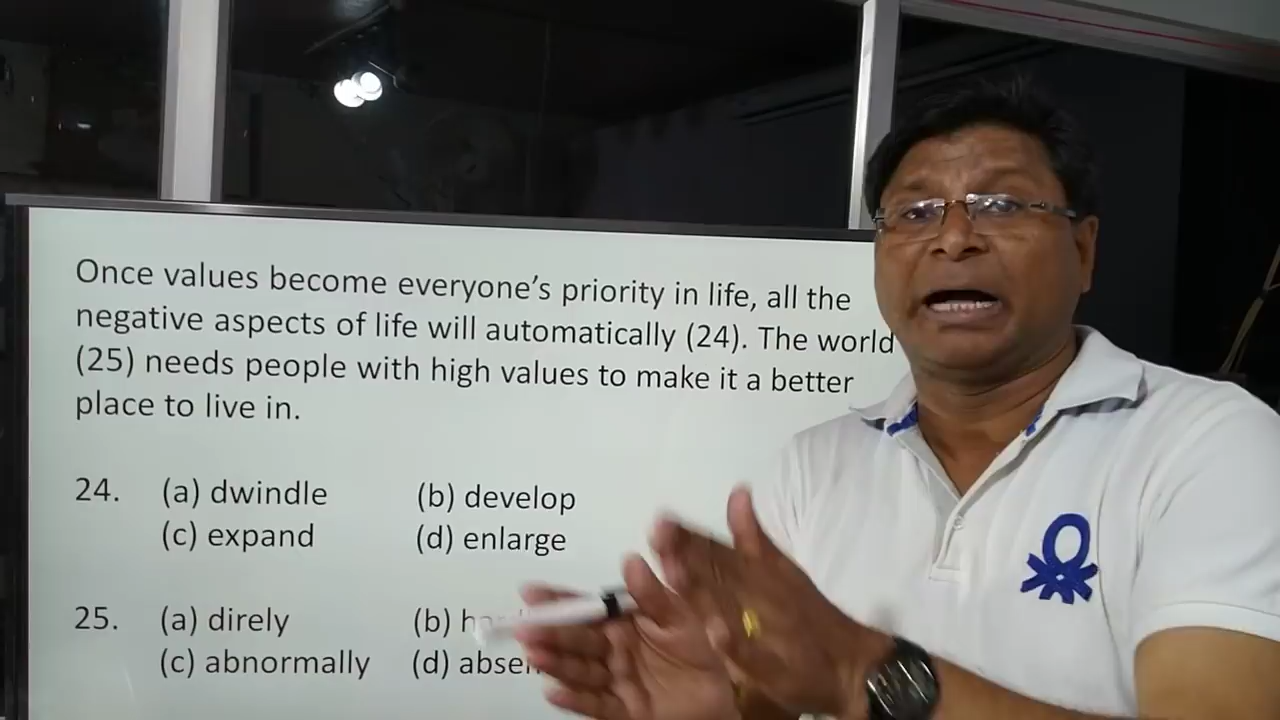 Once values become everyone's priority in life, all the
negative aspects of life will automatically (24). The world
(25) needs people with high values to make it a better
place to live in.
24. (a) dwindle (b) develop
(c) expand (d) enlarge
25. (a) direly (b)
(c) abnormally (d)